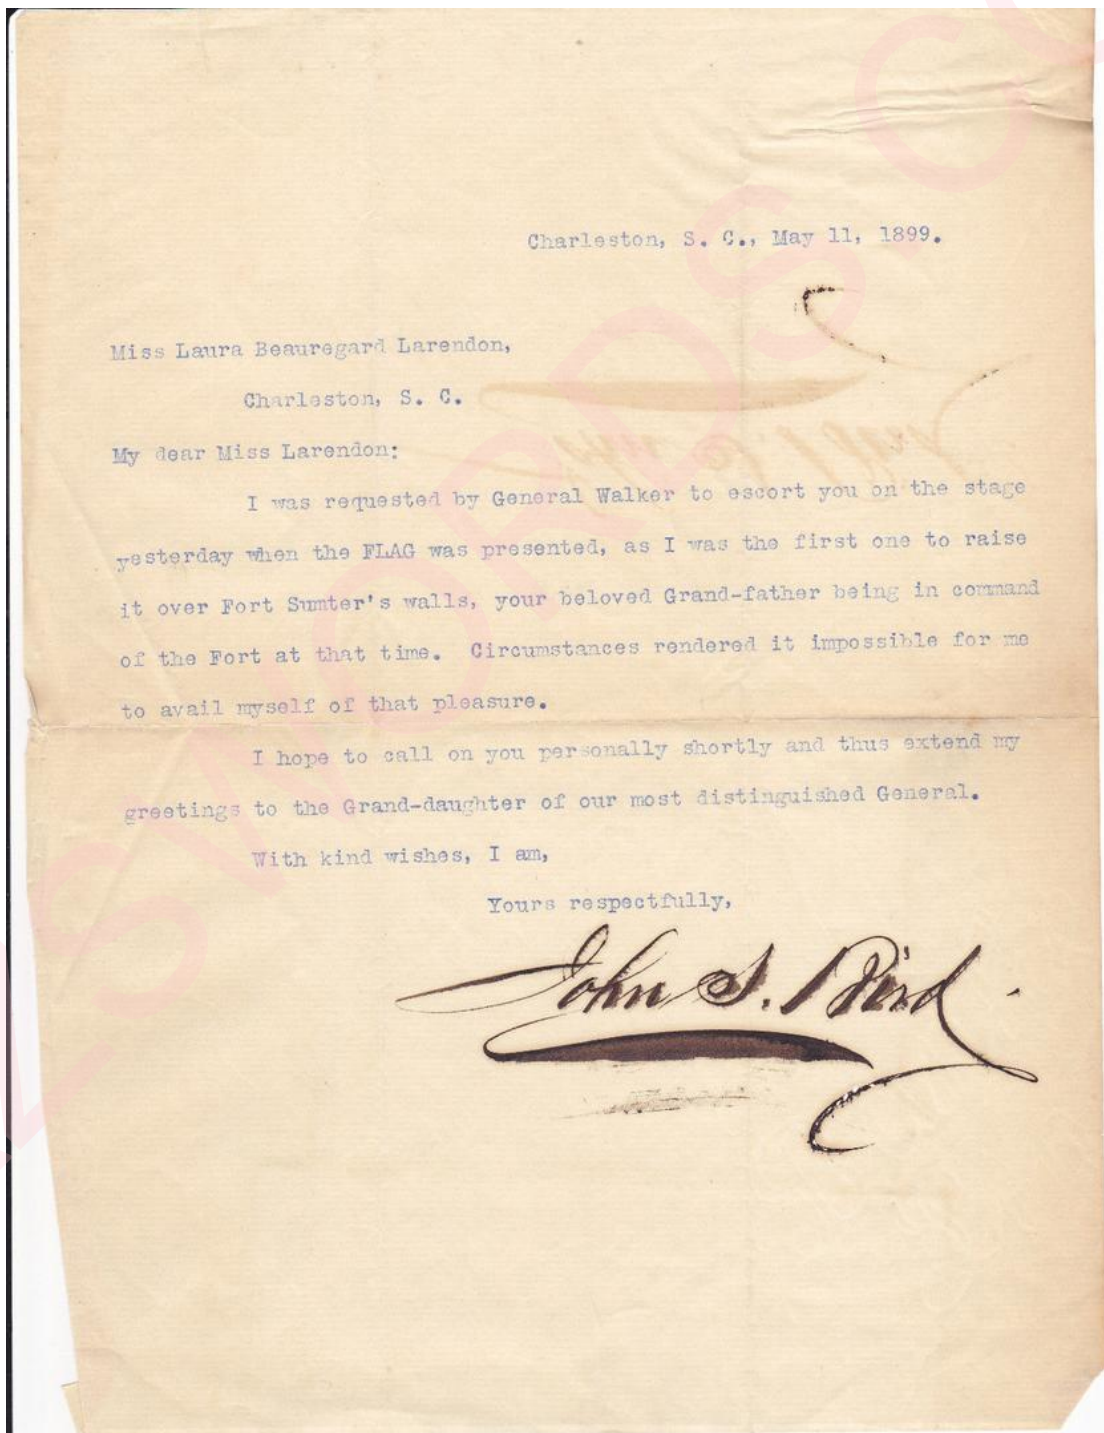 Charleston, S. C., May 11, 1899.
Miss Laura Beauregard Larendon,
Charleston, S. C.
My dear Miss Larendon:
I was requested by General Walker to escort you on the stage
yesterday when the FLAG was presented, as I was the first one to raise
it over Fort Sumter's walls, your beloved Grand-father being in command
of the Fort at that time. Circumstances rendered it impossible for me
to avail myself of that pleasure.
I hope to call on you personally shortly and thus extend my
greetings to the Grand-daughter of our most distinguished General.
With kind wishes, I am,
Yours respectfully,
John S. Bird